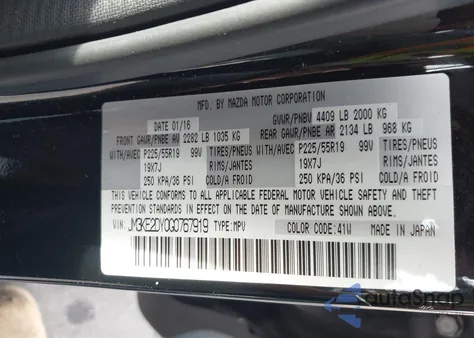 MFD. BY MAZDA MOTOR CORPORATION
DATE 01/16 GVWR/PNBV 4409 LB 2000 KG
FRONT GAWR/PNBE AV 2282 LB 1035 KG REAR GAWR/PNBE AR 2134 LB 968 KG
WITH/AVEC P225/55R19 99V TIRES/PNEUS WITH/AVEC P225/55R19 99V TIRES/PNEUS
19X7J RIMS/JANTES 19X7J RIMS/JANTES
250 KPA/36 PSI COLD/A FROID 250 KPA/36 PSI COLD/A FROID
THIS VEHICLE CONFORMS TO ALL APPLICABLE FEDERAL MOTOR VEHICLE SAFETY AND THEFT
PREVENTION STANDARDS IN EFFECT ON THE DATE OF MANUFACTURE SHOWN ABOVE.
VIN: JM3KE2DY0G0767919 TYPE:MPV COLOR:41W MADE IN JAPAN
autoSnap